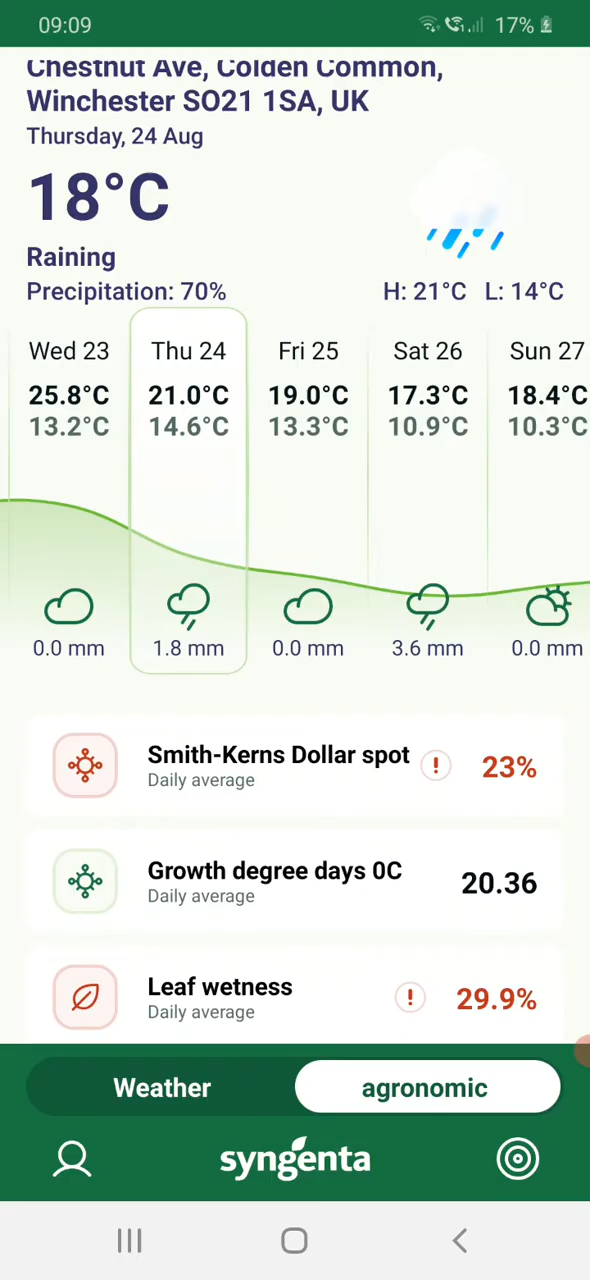 09:09
17%
Chestnut Ave, Colden Common,
Winchester SO21 1SA, UK
Thursday, 24 Aug
18°C
Raining
Precipitation: 70%
H: 21°C L: 14°C
Wed 23 Thu 24 Fri 25 Sat 26 Sun 27
25.8°C 21.0°C 19.0°C 17.3°C 18.4°C
13.2°C 14.6°C 13.3°C 10.9°C 10.3°C
0.0 mm 1.8 mm 0.0 mm 3.6 mm 0.0 mm
Smith-Kerns Dollar spot ! 23%
Daily average
Growth degree days 0C 20.36
Daily average
Leaf wetness ! 29.9%
Daily average
Weather agronomic
syngenta